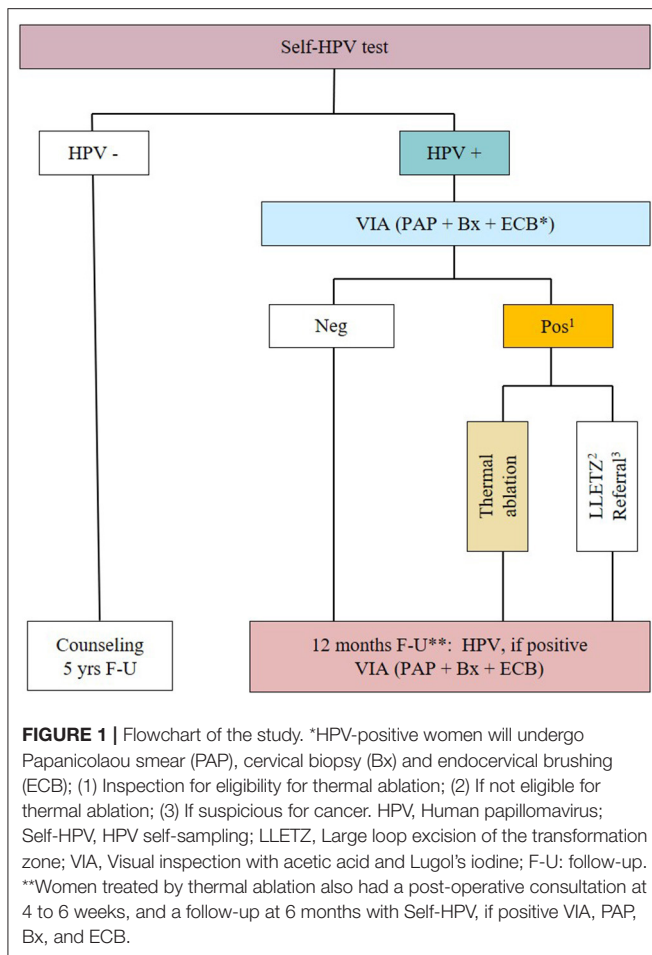 Self-HPV test
HPV -
HPV +
VIA (PAP + Bx + ECB*)
Neg
Pos¹
Thermal
ablation
LLETZ²
Referral³
Counseling
5 yrs F-U
12 months F-U**: HPV, if positive
VIA (PAP + Bx + ECB)
FIGURE 1 | Flowchart of the study. *HPV-positive women will undergo
Papanicolaou smear (PAP), cervical biopsy (Bx) and endocervical brushing
(ECB); (1) Inspection for eligibility for thermal ablation; (2) If not eligible for
thermal ablation; (3) If suspicious for cancer. HPV, Human papillomavirus;
Self-HPV, HPV self-sampling; LLETZ, Large loop excision of the transformation
zone; VIA, Visual inspection with acetic acid and Lugol's iodine; F-U: follow-up.
**Women treated by thermal ablation also had a post-operative consultation at
4 to 6 weeks, and a follow-up at 6 months with Self-HPV, if positive VIA, PAP,
Bx, and ECB.